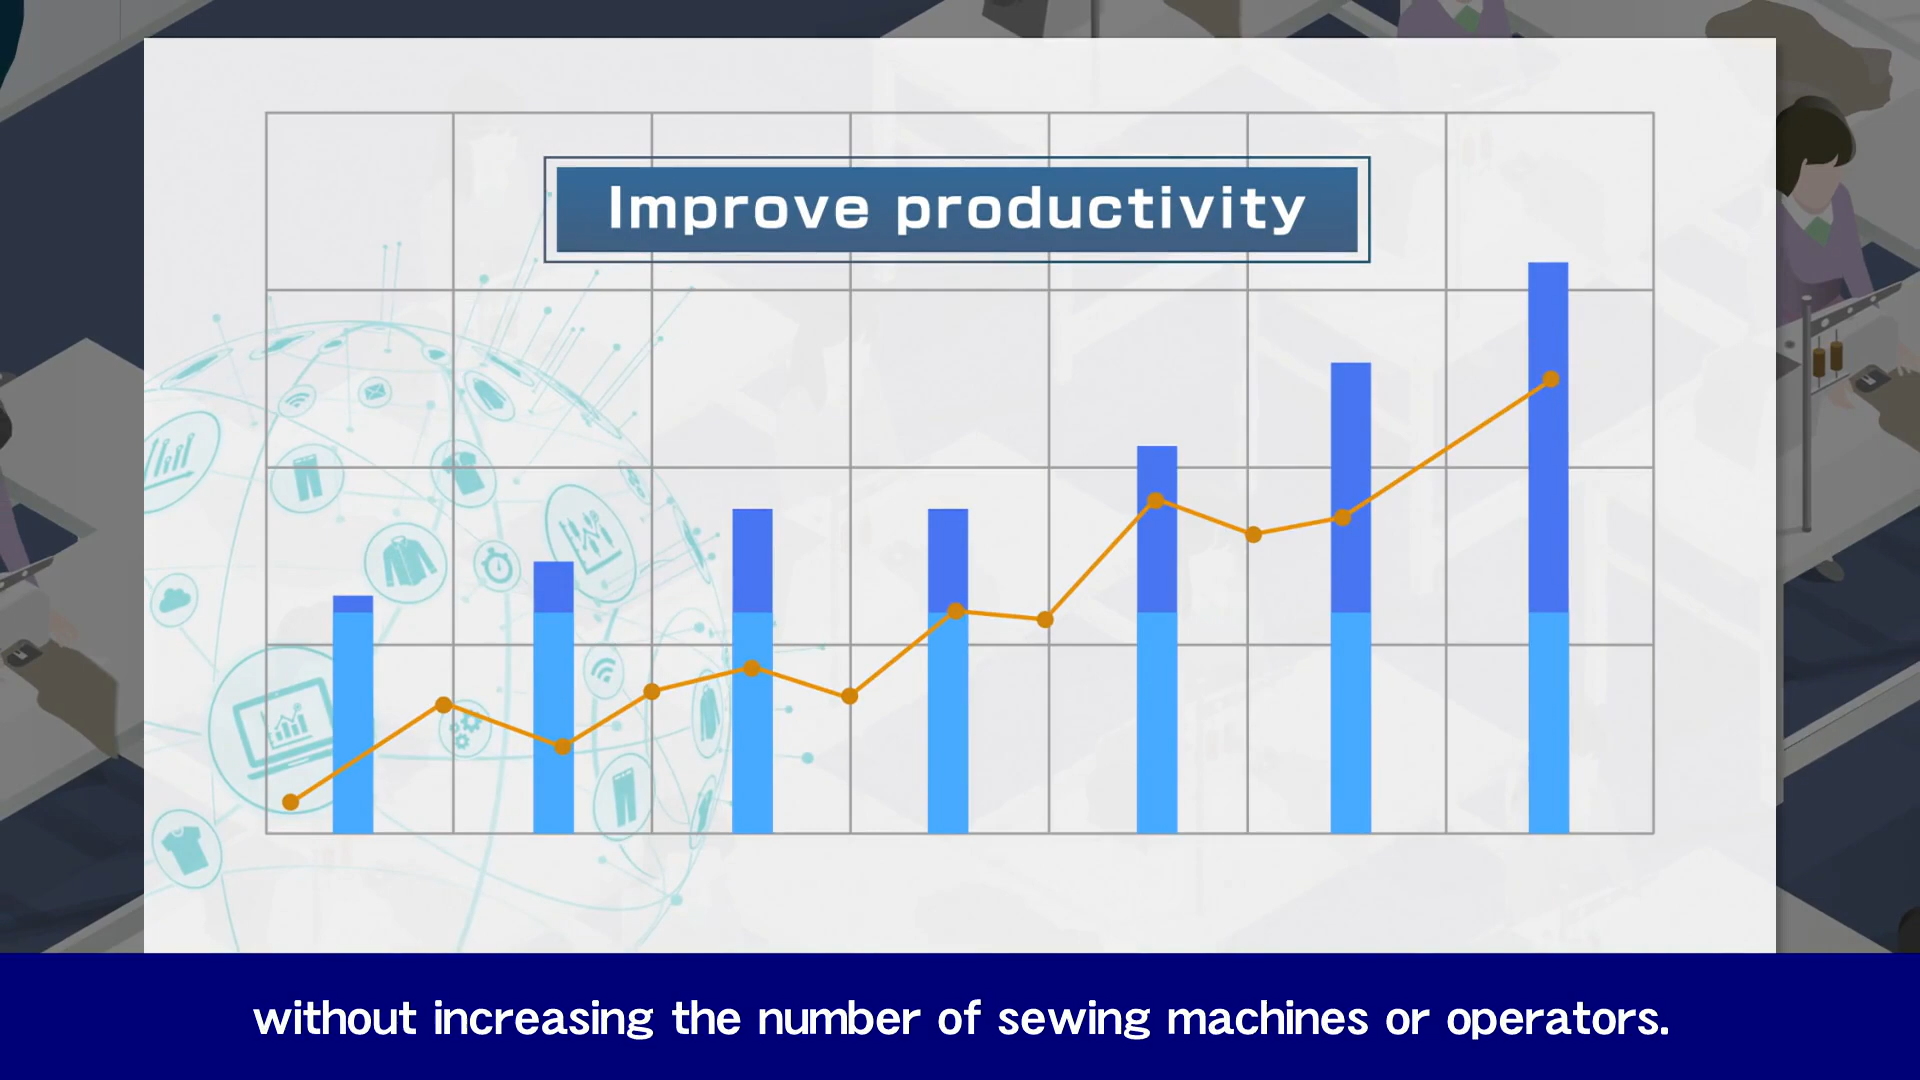 Improve productivity
without increasing the number of sewing machines or operators.